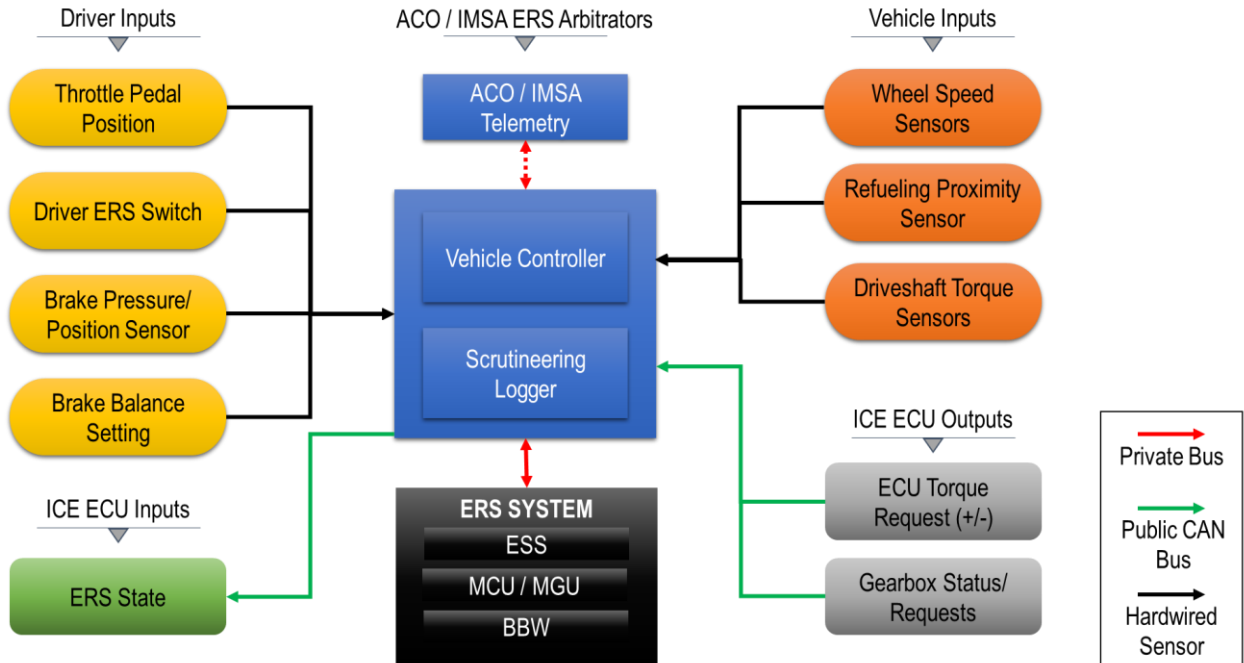 Driver Inputs
Throttle Pedal
Position
Driver ERS Switch
Brake Pressure/
Position Sensor
Brake Balance
Setting
ICE ECU Inputs
ERS State
ACO / IMSA ERS Arbitrators
ACO / IMSA
Telemetry
Vehicle Controller
Scrutineering
Logger
ERS SYSTEM
ESS
MCU / MGU
BBW
Vehicle Inputs
Wheel Speed
Sensors
Refueling Proximity
Sensor
Driveshaft Torque
Sensors
ICE ECU Outputs
ECU Torque
Request (+/-)
Gearbox Status/
Requests
Private Bus
Public CAN
Bus
Hardwired
Sensor